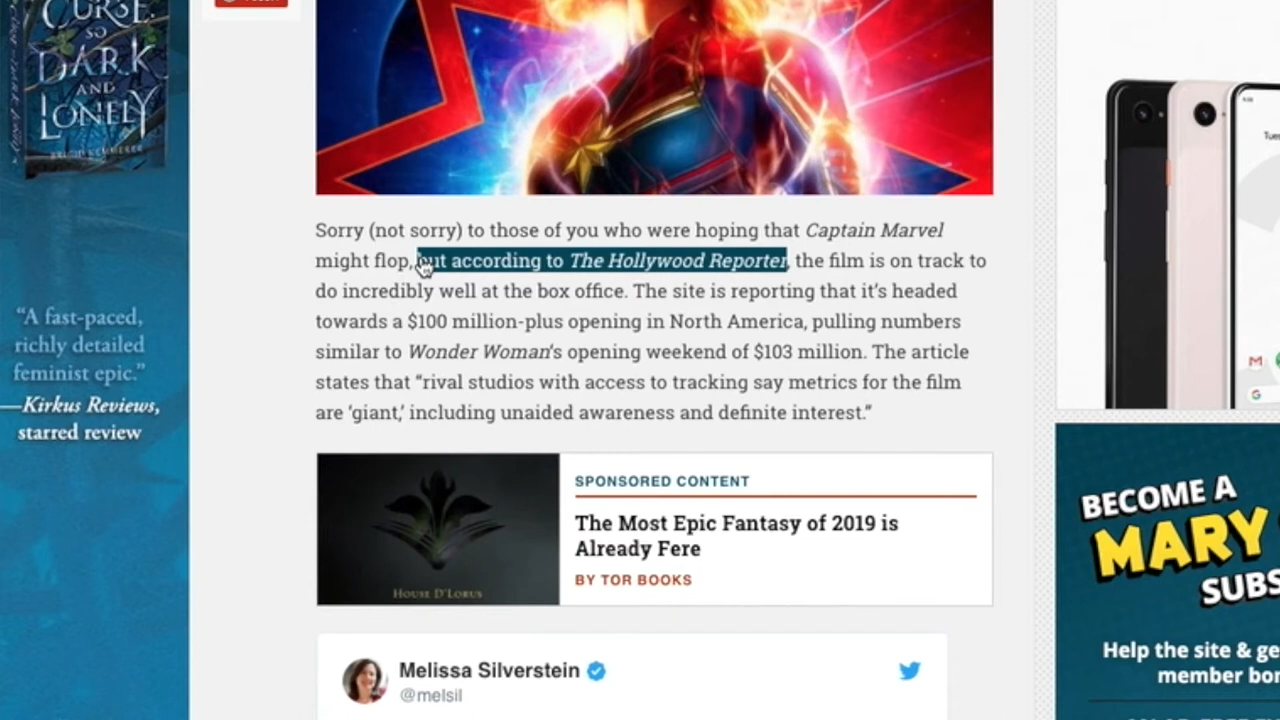 CURSE
SO
DARK
AND
LONELY
“A fast-paced,
richly detailed
feminist epic.”
—Kirkus Reviews,
starred review
Sorry (not sorry) to those of you who were hoping that Captain Marvel
might flop, but according to The Hollywood Reporter, the film is on track to
do incredibly well at the box office. The site is reporting that it’s headed
towards a $100 million-plus opening in North America, pulling numbers
similar to Wonder Woman’s opening weekend of $103 million. The article
states that “rival studios with access to tracking say metrics for the film
are ‘giant,’ including unaided awareness and definite interest.”
HOUSE D'LORUS
SPONSORED CONTENT
The Most Epic Fantasy of 2019 is
Already Fere
BY TOR BOOKS
Melissa Silverstein
@melsil
BECOME A
MARY
SUBS
Help the site & ge
member bon